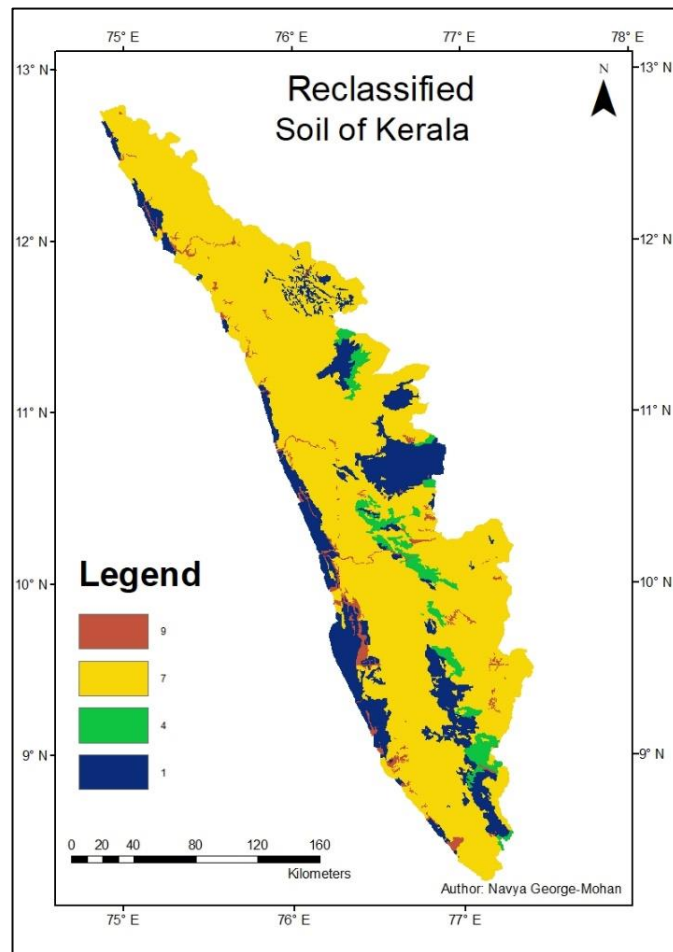 75° E 76° E 77° E 78° E
13° N 13° N
Reclassified
Soil of Kerala
N
12° N 12° N
11° N 11° N
10° N 10° N
Legend
9
7
4
1
9° N 9° N
0 10 20 40 80 120 160
Kilometers
Author: Navya George-Mohan
75° E 76° E 77° E